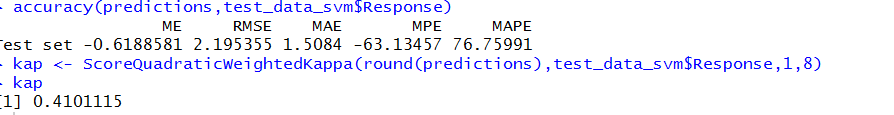 > accuracy(predictions,test_data_svm$Response)
ME RMSE MAE MPE MAPE
Test set -0.6188581 2.195355 1.5084 -63.13457 76.75991
> kap <- ScoreQuadraticWeightedKappa(round(predictions),test_data_svm$Response,1,8)
> kap
[1] 0.4101115